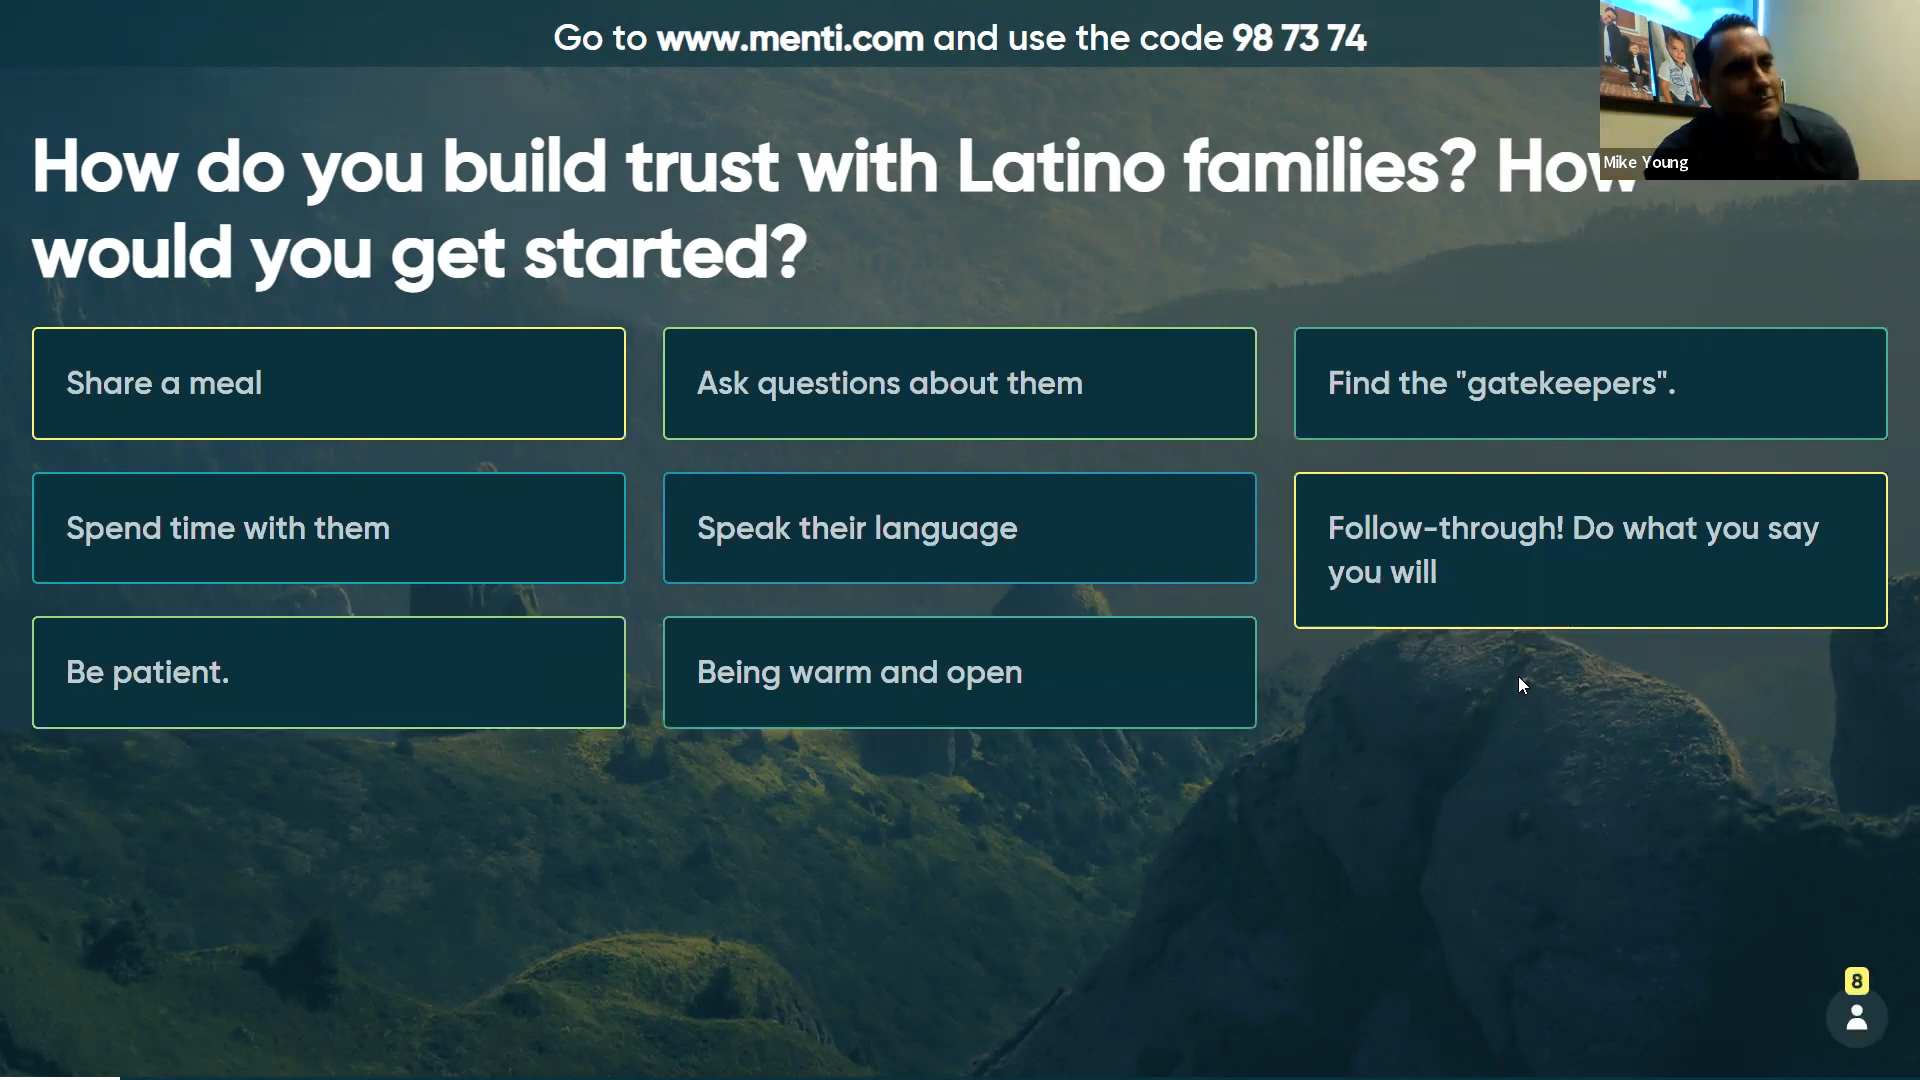 Go to www.menti.com and use the code 98 73 74
How do you build trust with Latino families? How
would you get started?
Mike Young
Share a meal
Ask questions about them
Find the "gatekeepers".
Spend time with them
Speak their language
Follow-through! Do what you say
you will
Be patient.
Being warm and open
8